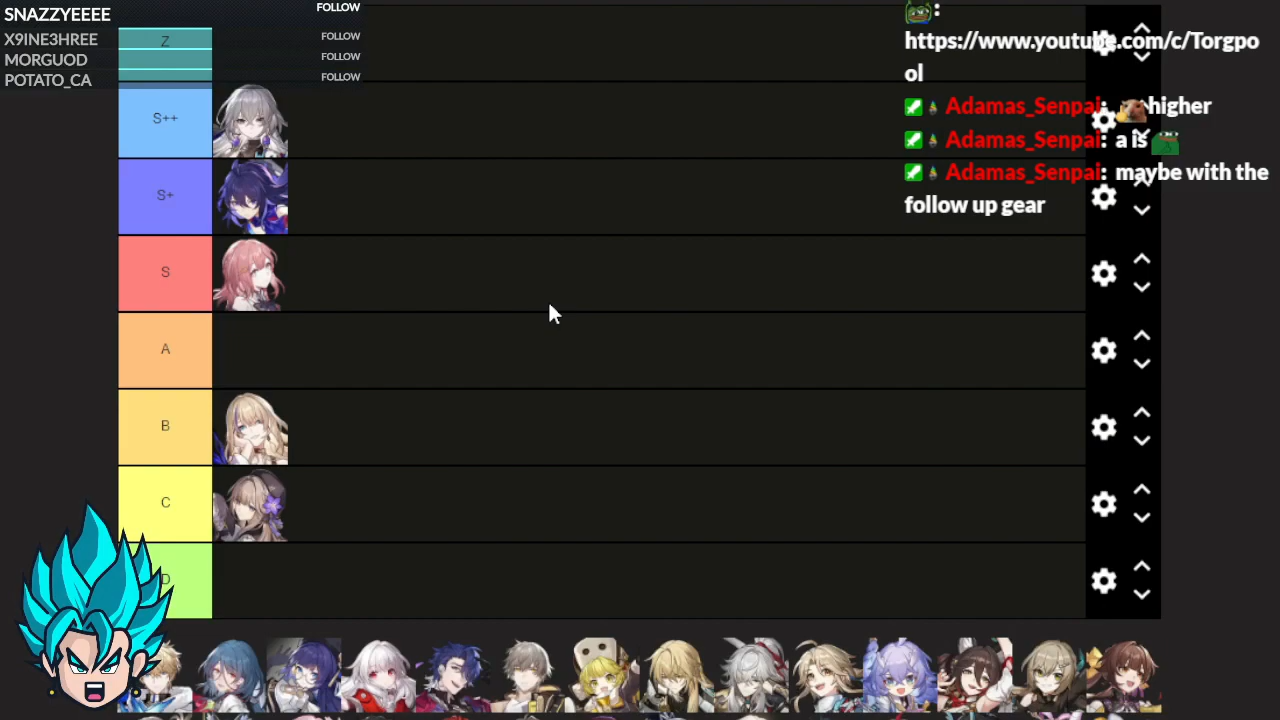 SNAZZYEEEE FOLLOW
X9INE3HREE FOLLOW
MORGUOD FOLLOW
POTATO_CA FOLLOW
Z
S++
S+
S
A
B
C
D
:
https://www.youtube.com/c/Torgpo
ol
Adamas_Senpai: higher
Adamas_Senpai: a is
Adamas_Senpai: maybe with the
follow up gear